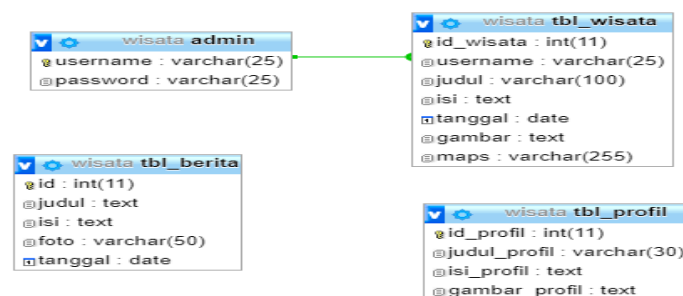 wisata admin
username : varchar(25)
password : varchar(25)
wisata tbl_wisata
id_wisata : int(11)
username : varchar(25)
judul : varchar(100)
isi : text
tanggal : date
gambar : text
maps : varchar(255)
wisata tbl_berita
id : int(11)
judul : text
isi : text
foto : varchar(50)
tanggal : date
wisata tbl_profil
id_profil : int(11)
judul_profil : varchar(30)
isi_profil : text
gambar_profil : text